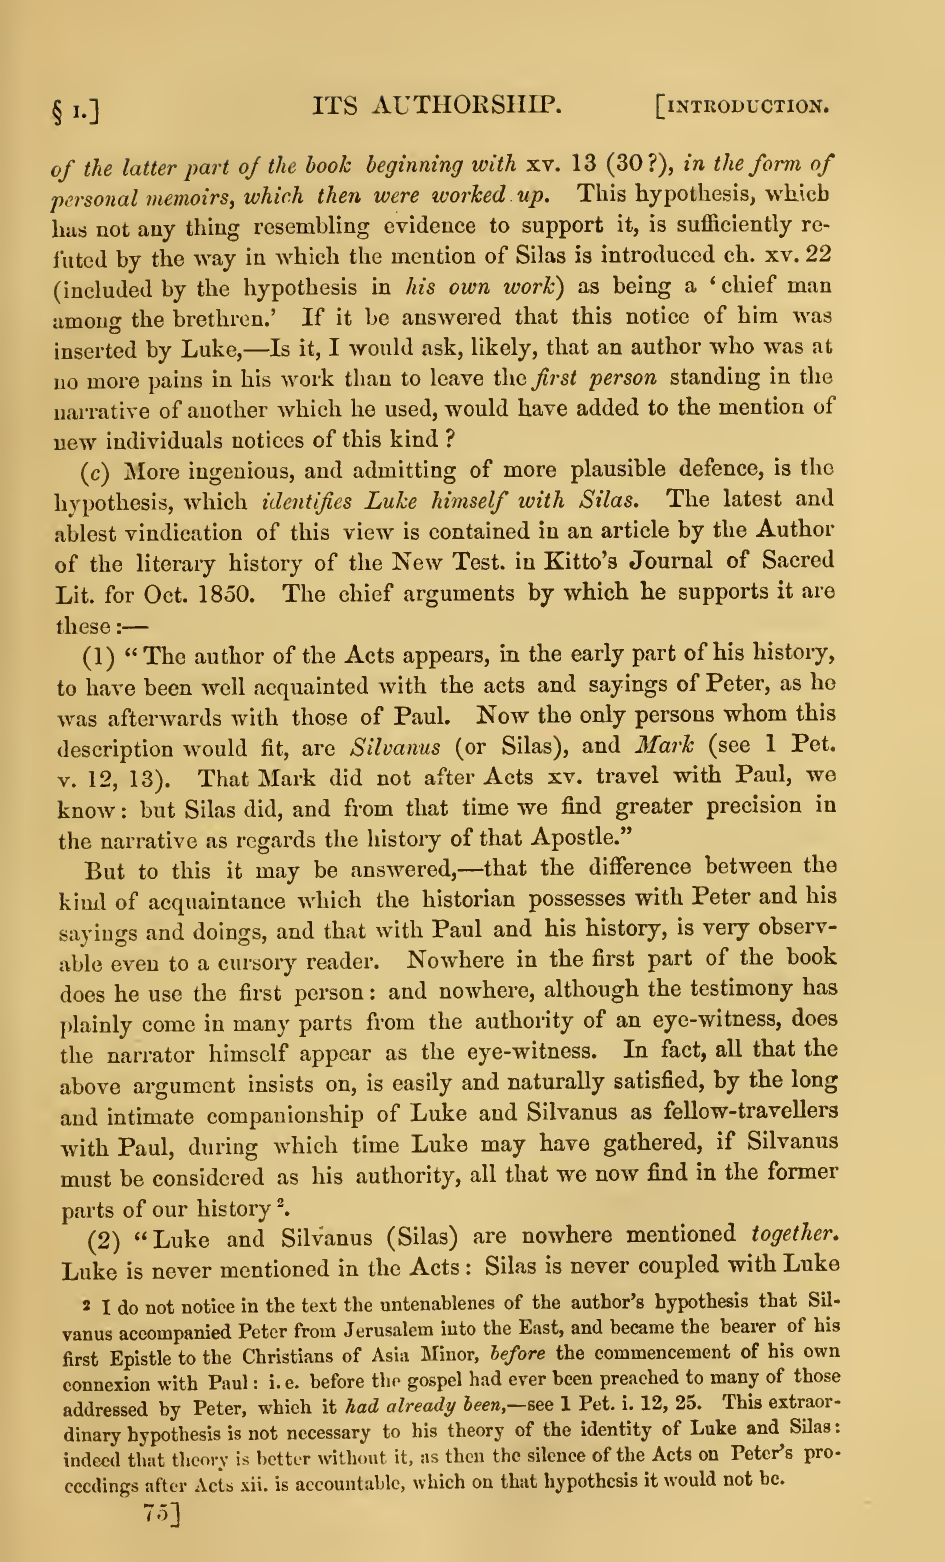 § 1.] ITS AUTHORSHIP. [INTRODUCTION.
of the latter part of the book beginning with xv. 13 (30?), in the form of
personal memoirs, which then were worked up. This hypothesis, which
has not any thing resembling evidence to support it, is sufficiently re-
futed by the way in which the mention of Silas is introduced ch. xv. 22
(included by the hypothesis in his own work) as being a ‘chief man
among the brethren.’ If it be answered that this notice of him was
inserted by Luke,—Is it, I would ask, likely, that an author who was at
no more pains in his work than to leave the first person standing in the
narrative of another which he used, would have added to the mention of
new individuals notices of this kind ?
(c) More ingenious, and admitting of more plausible defence, is the
hypothesis, which identifies Luke himself with Silas. The latest and
ablest vindication of this view is contained in an article by the Author
of the literary history of the New Test. in Kitto’s Journal of Sacred
Lit. for Oct. 1850. The chief arguments by which he supports it are
these :—
(1) “The author of the Acts appears, in the early part of his history,
to have been well acquainted with the acts and sayings of Peter, as he
was afterwards with those of Paul. Now the only persons whom this
description would fit, are Silvanus (or Silas), and Mark (see 1 Pet.
v. 12, 13). That Mark did not after Acts xv. travel with Paul, we
know: but Silas did, and from that time we find greater precision in
the narrative as regards the history of that Apostle.”
But to this it may be answered,—that the difference between the
kind of acquaintance which the historian possesses with Peter and his
sayings and doings, and that with Paul and his history, is very observ-
able even to a cursory reader. Nowhere in the first part of the book
does he use the first person: and nowhere, although the testimony has
plainly come in many parts from the authority of an eye-witness, does
the narrator himself appear as the eye-witness. In fact, all that the
above argument insists on, is easily and naturally satisfied, by the long
and intimate companionship of Luke and Silvanus as fellow-travellers
with Paul, during which time Luke may have gathered, if Silvanus
must be considered as his authority, all that we now find in the former
parts of our history ².
(2) “Luke and Silvanus (Silas) are nowhere mentioned together.
Luke is never mentioned in the Acts: Silas is never coupled with Luke
² I do not notice in the text the untenablenes of the author’s hypothesis that Sil-
vanus accompanied Peter from Jerusalem into the East, and became the bearer of his
first Epistle to the Christians of Asia Minor, before the commencement of his own
connexion with Paul: i. e. before the gospel had ever been preached to many of those
addressed by Peter, which it had already been,—see 1 Pet. i. 12, 25. This extraor-
dinary hypothesis is not necessary to his theory of the identity of Luke and Silas:
indeed that theory is better without it, as then the silence of the Acts on Peter’s pro-
ceedings after Acts xii. is accountable, which on that hypothesis it would not be.
75]